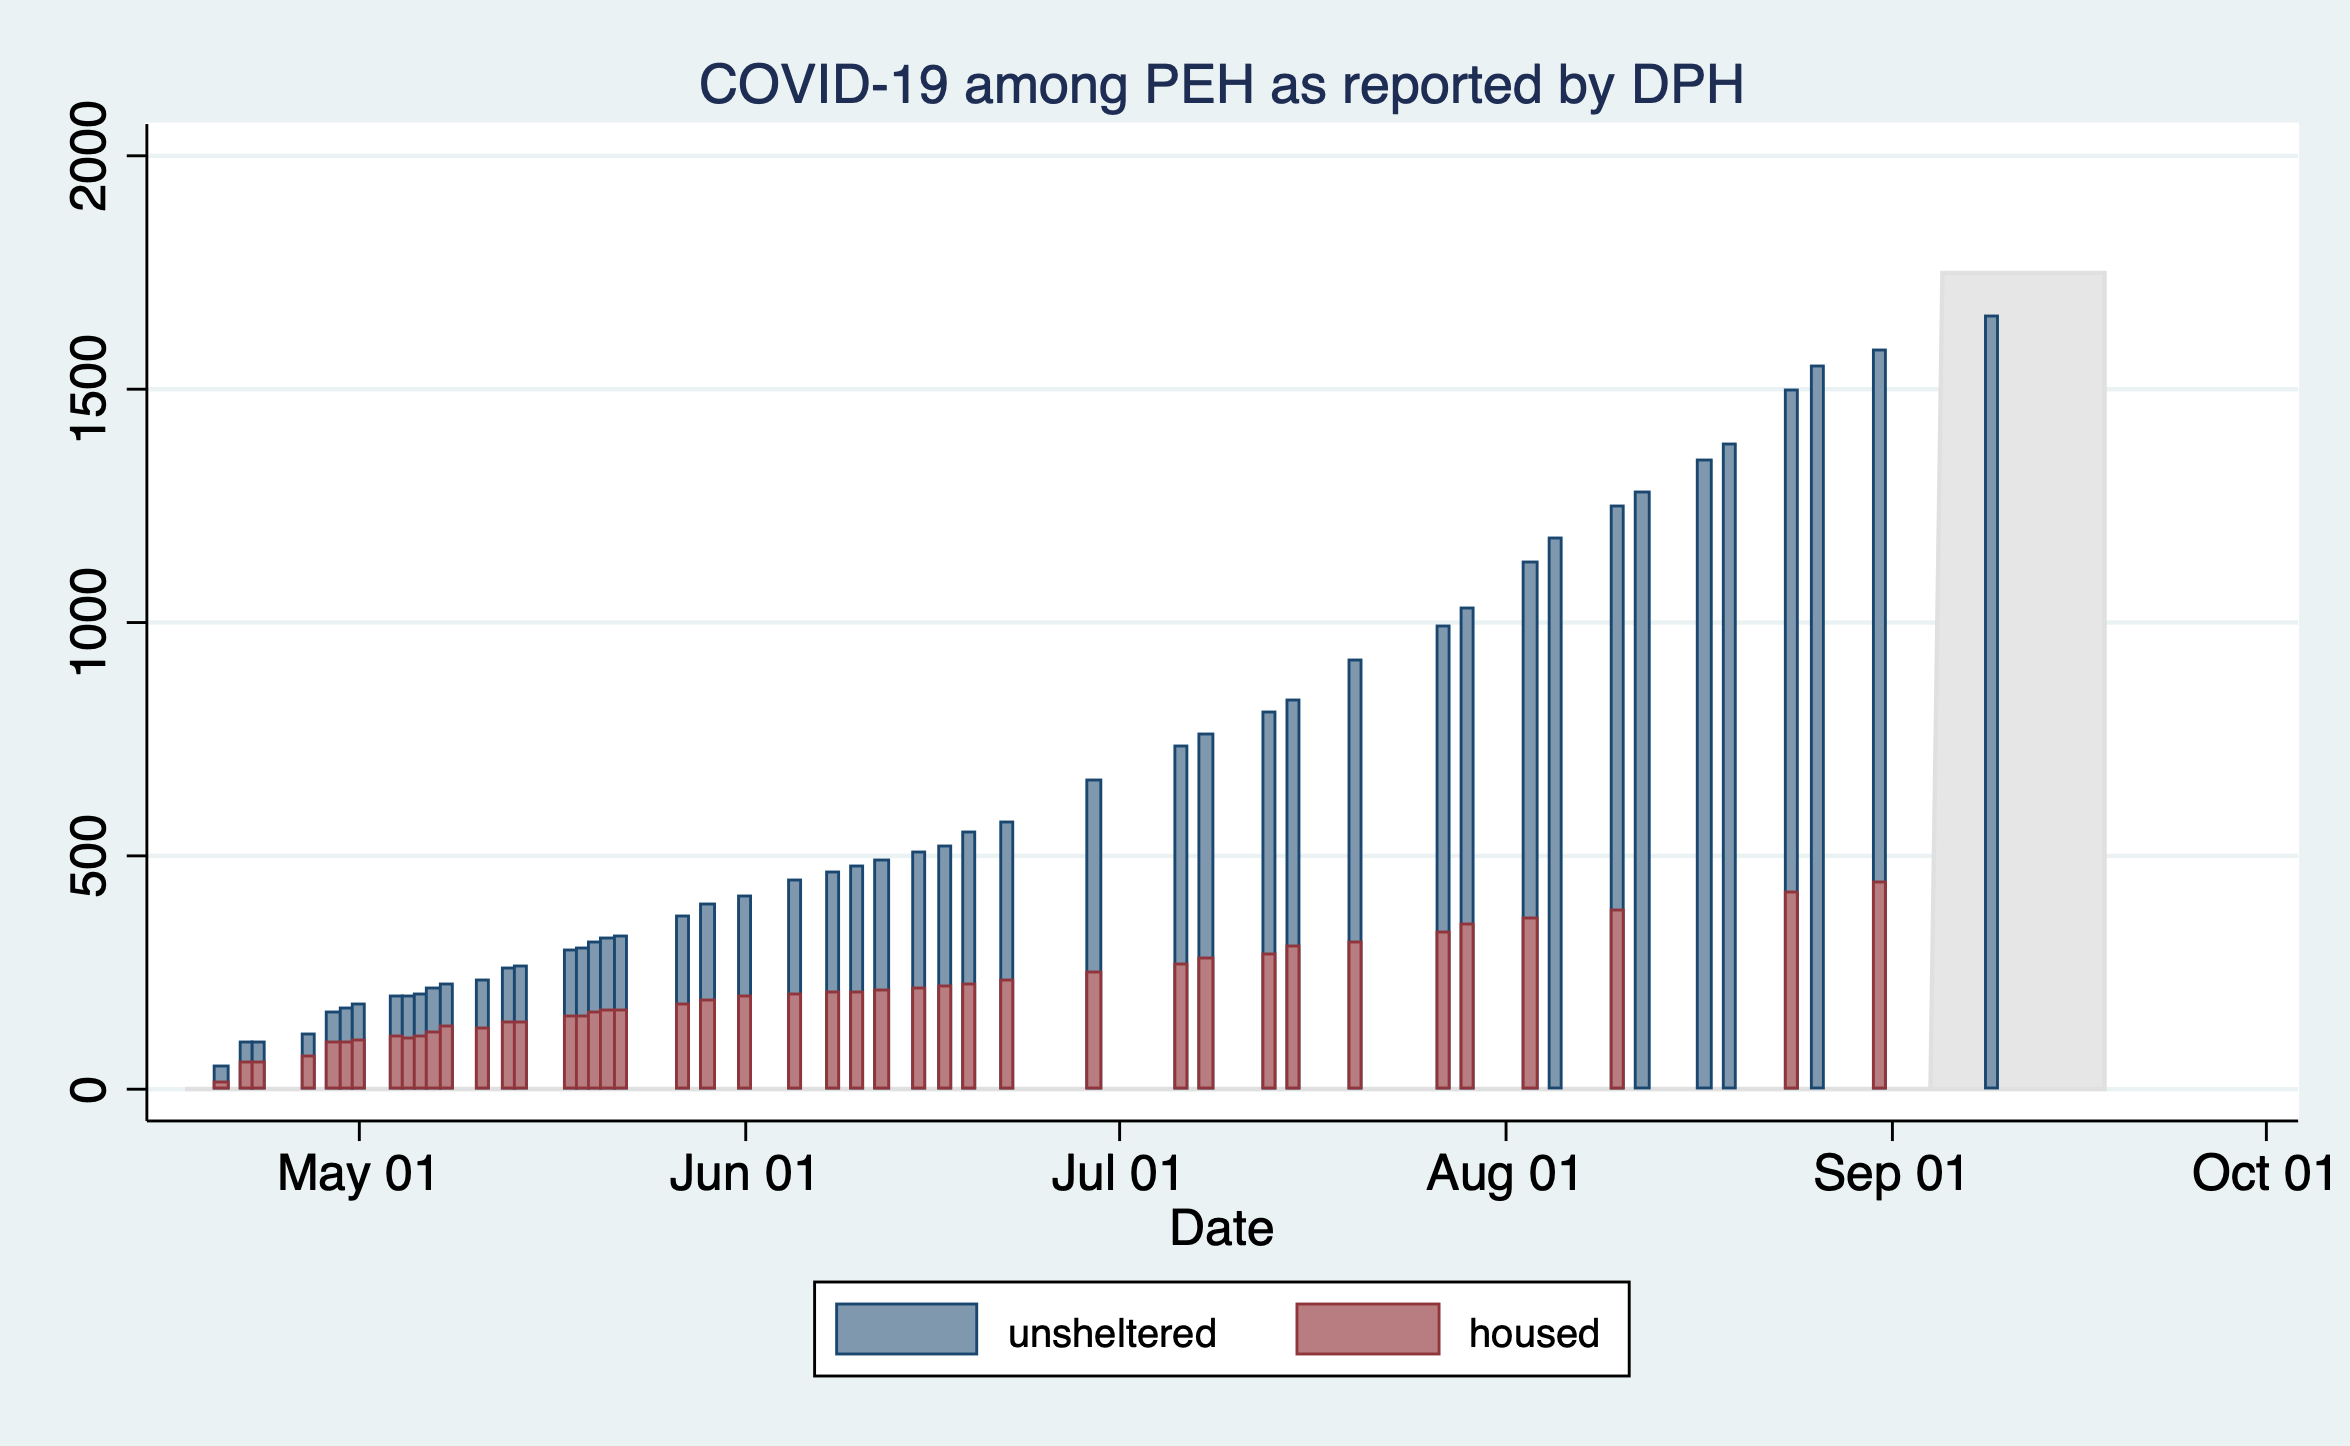 COVID-19 among PEH as reported by DPH
2000
1500
1000
500
0
May 01 Jun 01 Jul 01 Aug 01 Sep 01 Oct 01
Date
unsheltered housed